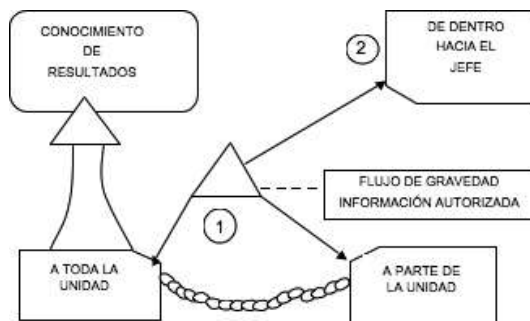 CONOCIMIENTO
DE
RESULTADOS
2
DE DENTRO
HACIA EL
JEFE
FLUJO DE GRAVEDAD
INFORMACIÓN AUTORIZADA
1
A TODA LA
UNIDAD
A PARTE DE
LA UNIDAD